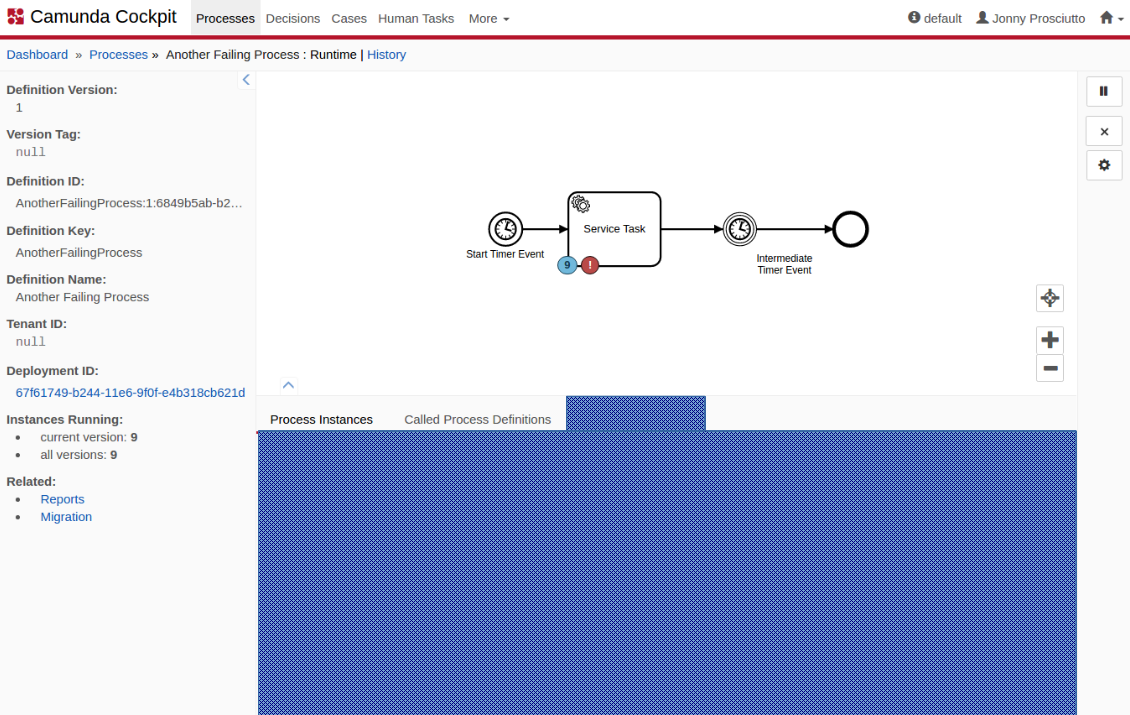 Camunda Cockpit Processes Decisions Cases Human Tasks More default Jonny Prosciutto
Dashboard » Processes » Another Failing Process : Runtime | History
Definition Version:
1
Version Tag:
null
Definition ID:
AnotherFailingProcess:1:6849b5ab-b2...
Definition Key:
AnotherFailingProcess
Definition Name:
Another Failing Process
Tenant ID:
null
Deployment ID:
67f61749-b244-11e6-9f0f-e4b318cb621d
Instances Running:
current version: 9
all versions: 9
Related:
Reports
Migration
Start Timer Event
Service Task
9 !
Intermediate
Timer Event
Process Instances Called Process Definitions